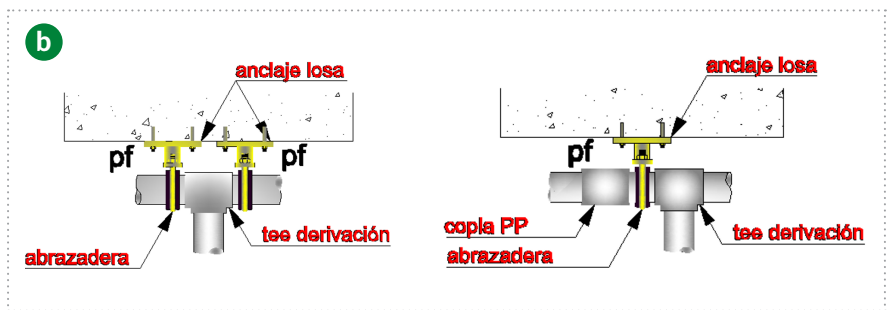 b
anclaje losa
pf
pf
abrazadera
tee derivación
anclaje losa
pf
copla PP
abrazadera
tee derivación